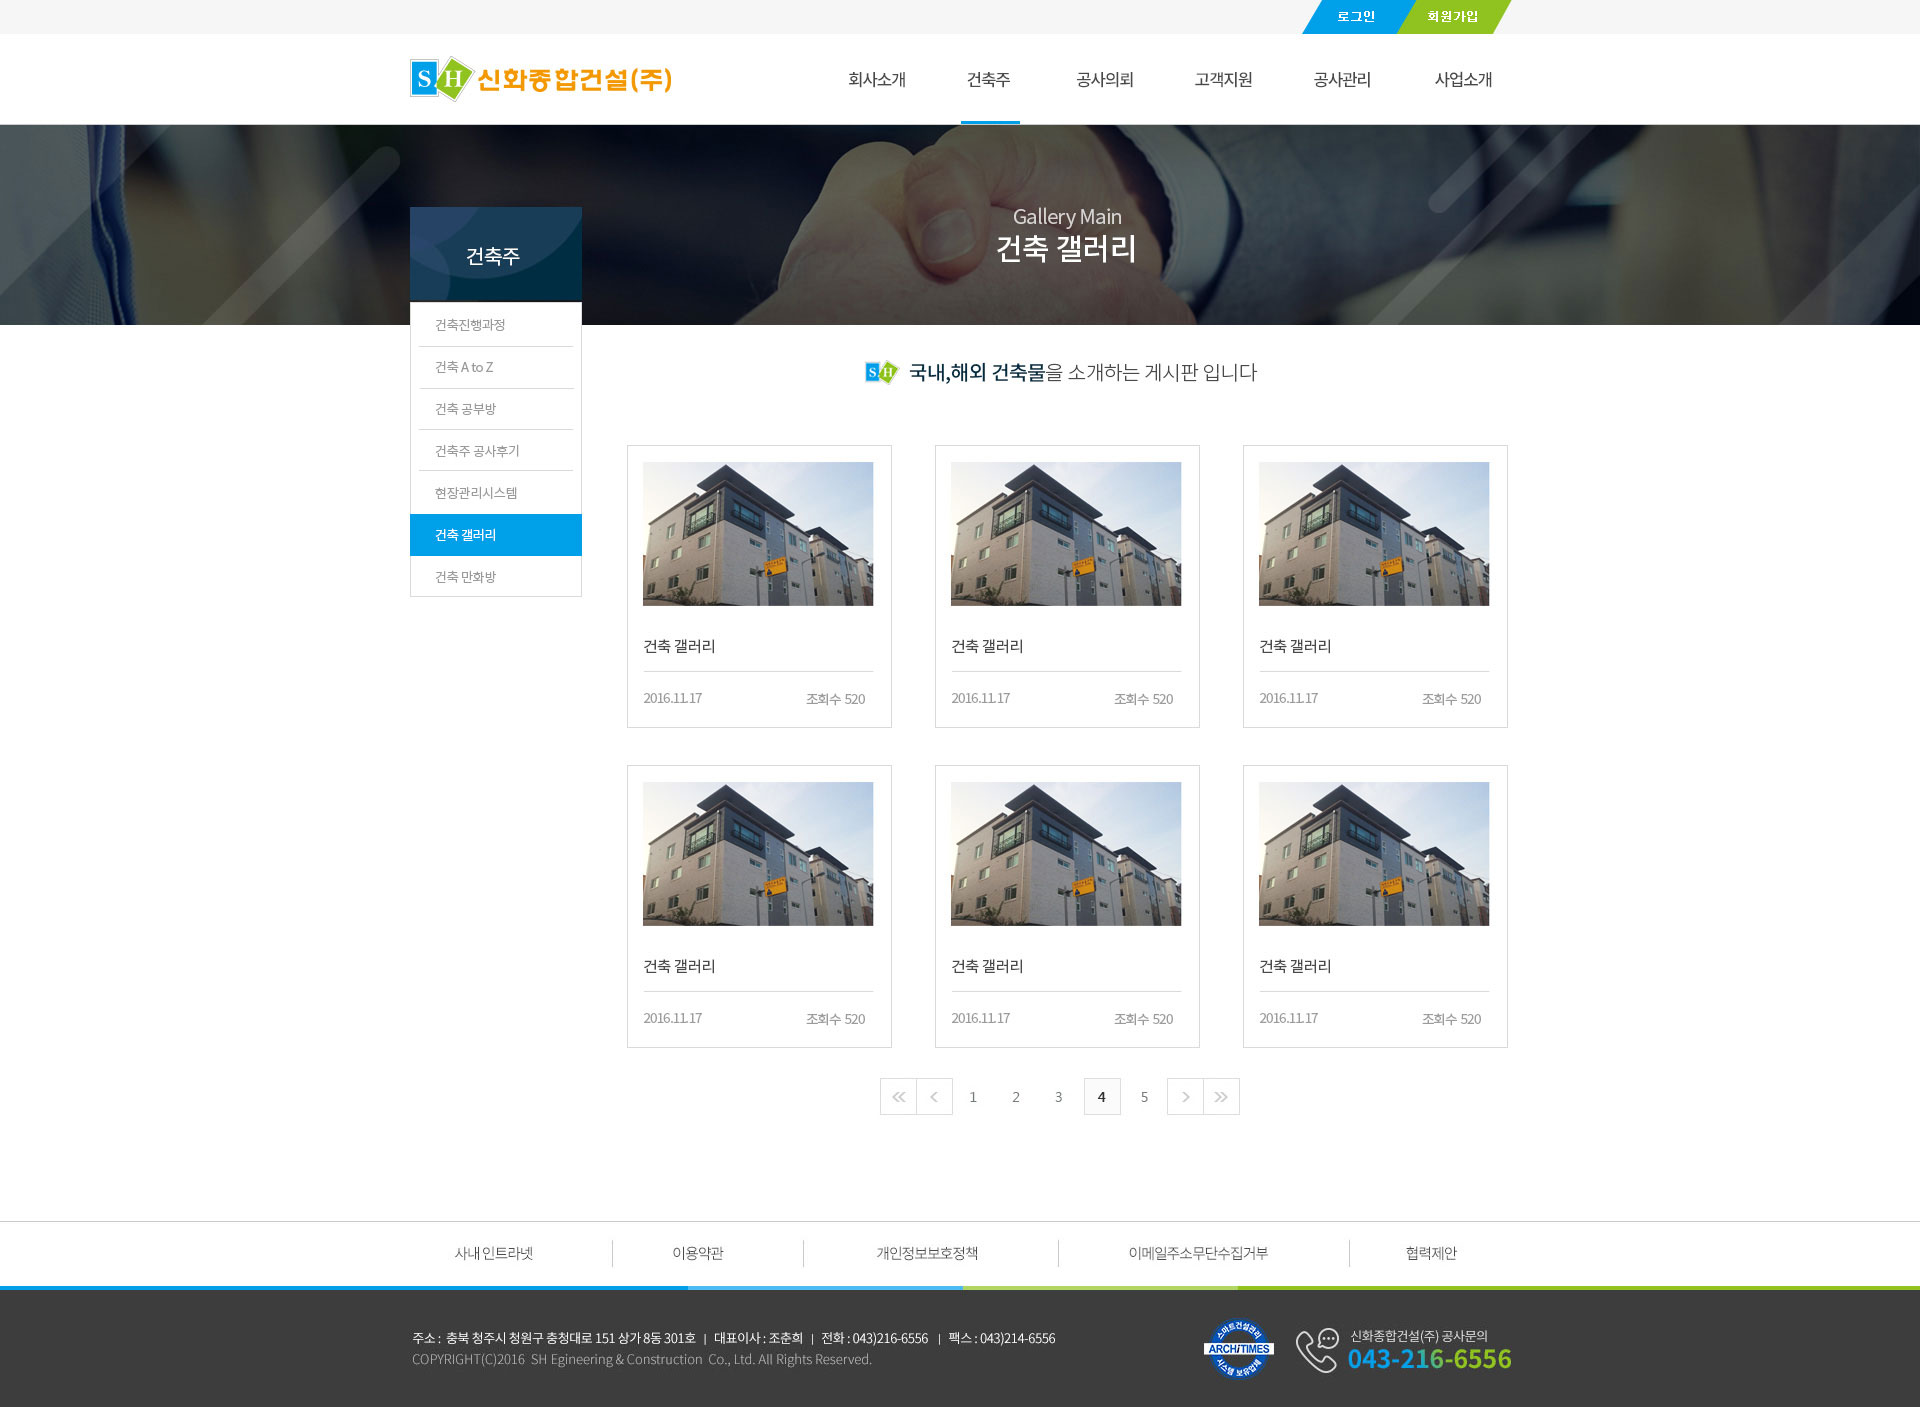 로그인
회원가입
SH 신화종합건설(주)
회사소개
건축주
공사의뢰
고객지원
공사관리
사업소개
Gallery Main
건축 갤러리
건축주
건축진행과정
건축 A to Z
건축 공부방
건축주 공사후기
현장관리시스템
건축 갤러리
건축 만화방
SH 국내,해외 건축물을 소개하는 게시판 입니다
건축 갤러리
2016.11.17 조회수 520
건축 갤러리
2016.11.17 조회수 520
건축 갤러리
2016.11.17 조회수 520
건축 갤러리
2016.11.17 조회수 520
건축 갤러리
2016.11.17 조회수 520
건축 갤러리
2016.11.17 조회수 520
1 2 3 4 5
사내 인트라넷
이용약관
개인정보보호정책
이메일주소무단수집거부
협력제안
주소 : 충북 청주시 청원구 충청대로 151 상가 8동 301호 | 대표이사 : 조춘희 | 전화 : 043)216-6556 | 팩스 : 043)214-6556
COPYRIGHT(C)2016 SH Egineering & Construction Co., Ltd. All Rights Reserved.
스마트건설관리
ARCHITIMES
시스템 보유업체
신화종합건설(주) 공사문의
043-216-6556